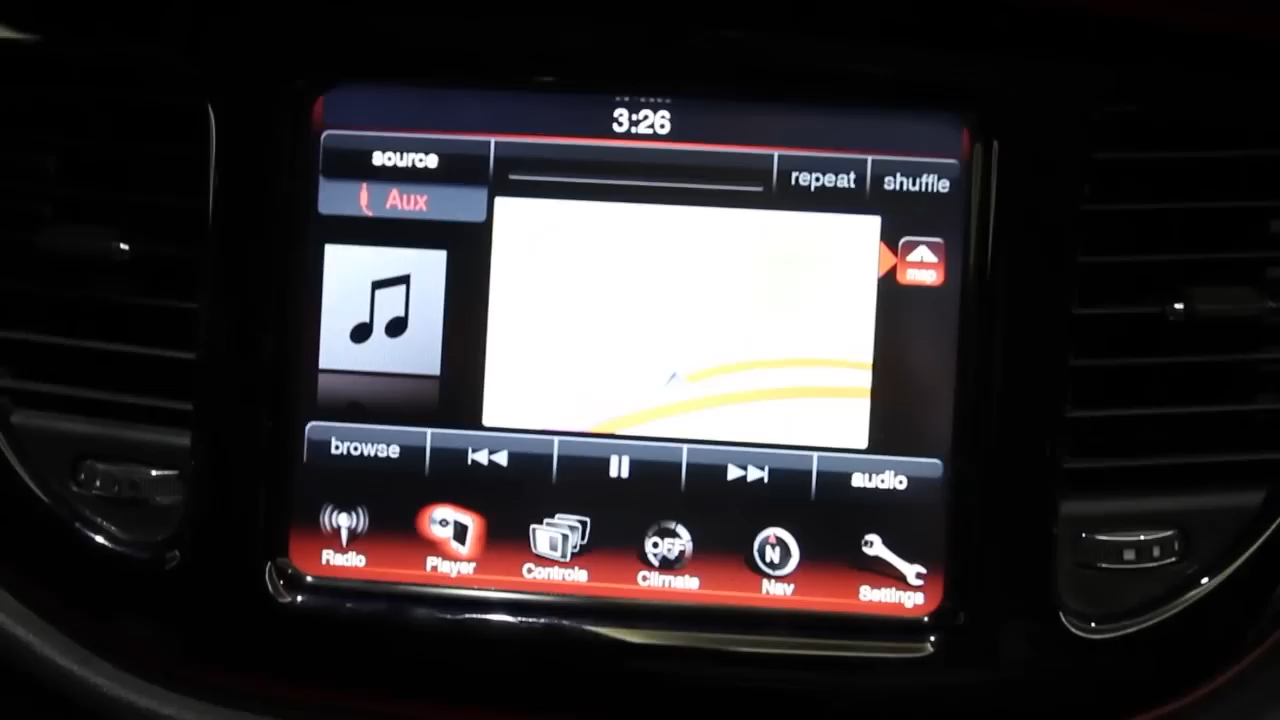 3:26
source
repeat
shuffle
Aux
map
browse
audio
Radio
Player
Controls
OFF
Climate
N
Nav
Settings